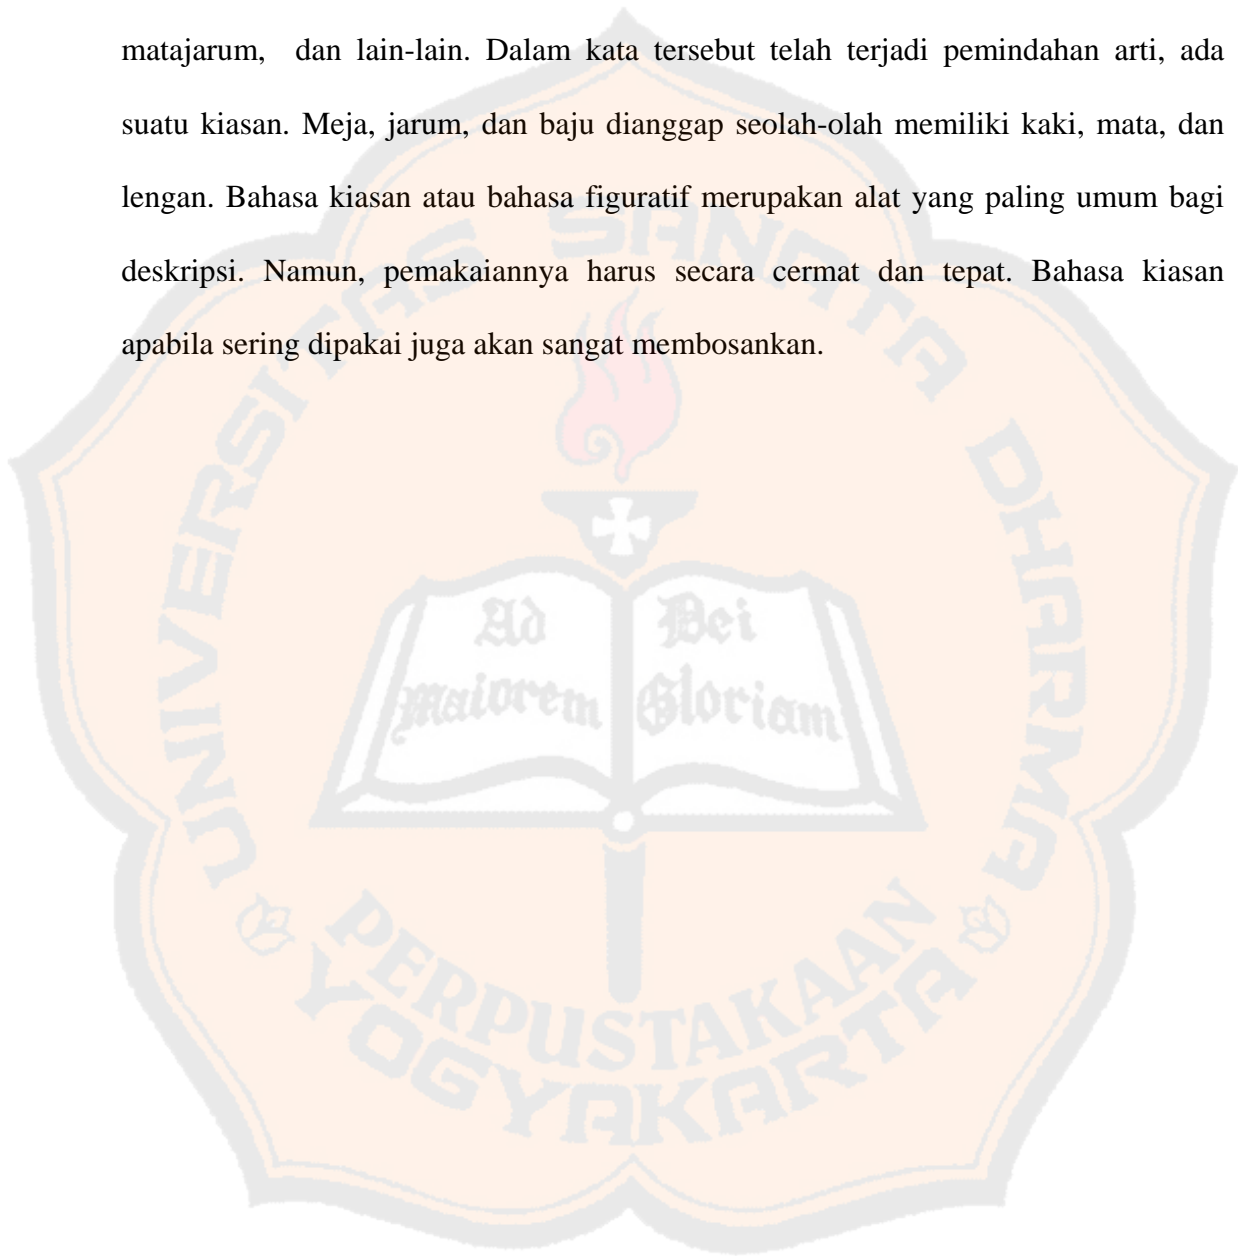 matajarum, dan lain-lain. Dalam kata tersebut telah terjadi pemindahan arti, ada
suatu kiasan. Meja, jarum, dan baju dianggap seolah-olah memiliki kaki, mata, dan
lengan. Bahasa kiasan atau bahasa figuratif merupakan alat yang paling umum bagi
deskripsi. Namun, pemakaiannya harus secara cermat dan tepat. Bahasa kiasan
apabila sering dipakai juga akan sangat membosankan.
UNIVERSITAS SANATA DHARMA
Ad Dei
Maiorem Gloriam
PERPUSTAKAAN
YOGYAKARTA